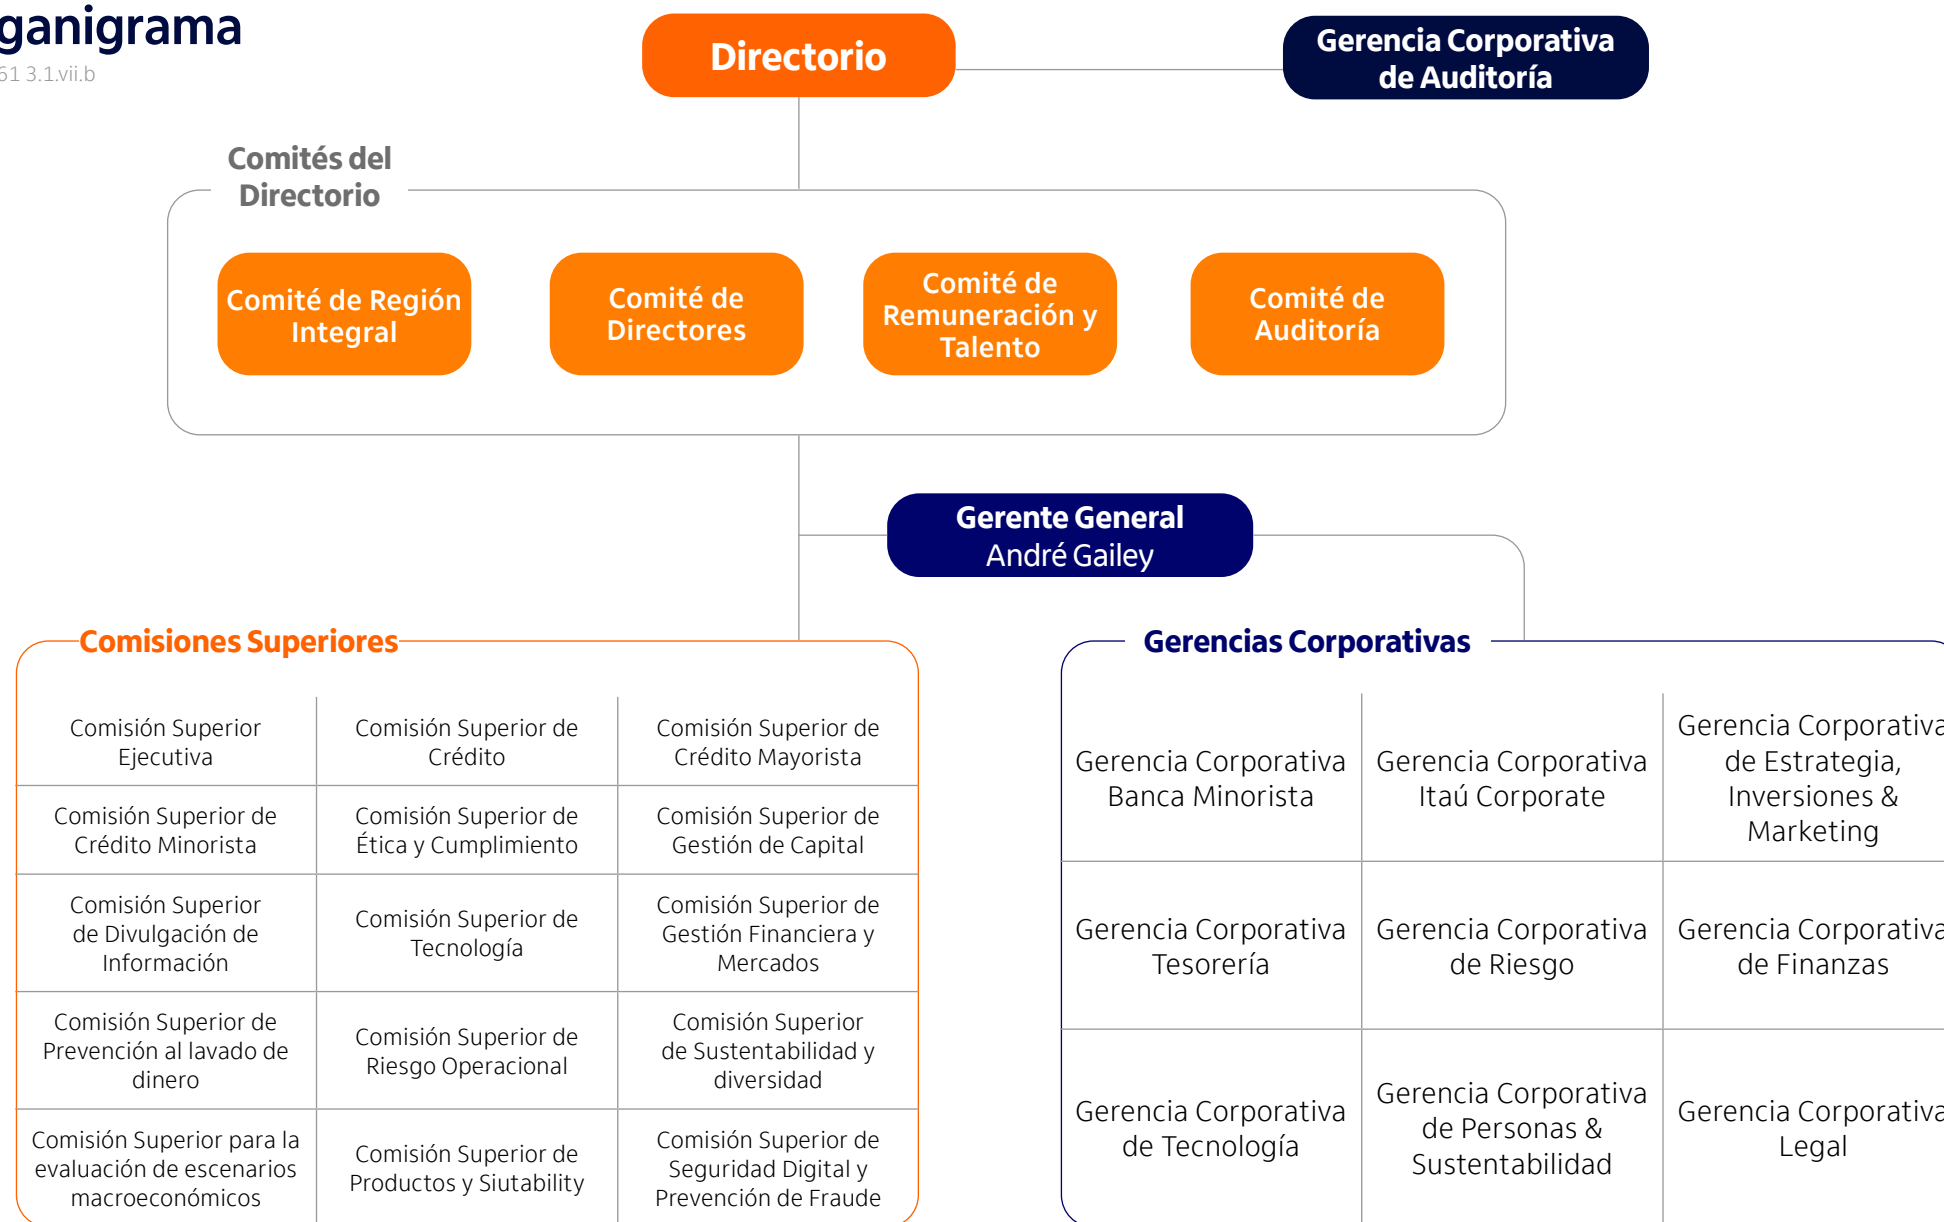 ganigrama
61 3.1.vii.b
Directorio
Gerencia Corporativa
de Auditoría
Comités del
Directorio
Comité de Región
Integral
Comité de
Directores
Comité de
Remuneración y
Talento
Comité de
Auditoría
Gerente General
André Gailey
Comisiones Superiores
Comisión Superior
Ejecutiva
Comisión Superior de
Crédito
Comisión Superior de
Crédito Mayorista
Comisión Superior de
Crédito Minorista
Comisión Superior de
Ética y Cumplimiento
Comisión Superior de
Gestión de Capital
Comisión Superior
de Divulgación de
Información
Comisión Superior de
Tecnología
Comisión Superior de
Gestión Financiera y
Mercados
Comisión Superior de
Prevención al lavado de
dinero
Comisión Superior de
Riesgo Operacional
Comisión Superior
de Sustentabilidad y
diversidad
Comisión Superior para la
evaluación de escenarios
macroeconómicos
Comisión Superior de
Productos y Siutability
Comisión Superior de
Seguridad Digital y
Prevención de Fraude
Gerencias Corporativas
Gerencia Corporativa
Banca Minorista
Gerencia Corporativa
Itaú Corporate
Gerencia Corporativa
de Estrategia,
Inversiones &
Marketing
Gerencia Corporativa
Tesorería
Gerencia Corporativa
de Riesgo
Gerencia Corporativa
de Finanzas
Gerencia Corporativa
de Tecnología
Gerencia Corporativa
de Personas &
Sustentabilidad
Gerencia Corporativa
Legal